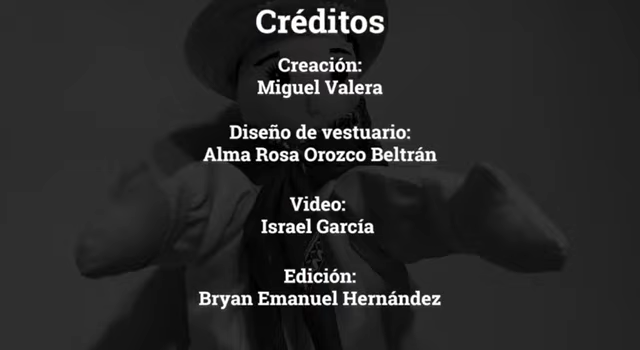 Créditos
Creación:
Miguel Valera
Diseño de vestuario:
Alma Rosa Orozco Beltrán
Video:
Israel García
Edición:
Bryan Emanuel Hernández